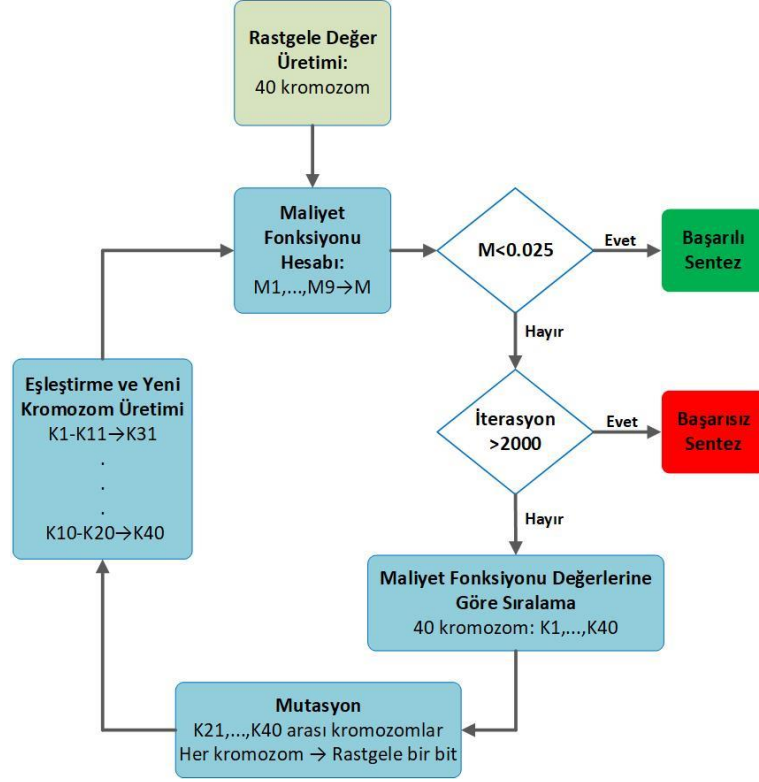 Rastgele Değer
Üretimi:
40 kromozom
Maliyet
Fonksiyonu
Hesabı:
M1,...,M9→M
M<0.025
Evet
Başarılı
Sentez
Hayır
İterasyon
>2000
Evet
Başarısız
Sentez
Hayır
Maliyet Fonksiyonu Değerlerine
Göre Sıralama
40 kromozom: K1,...,K40
Mutasyon
K21,...,K40 arası kromozomlar
Her kromozom → Rastgele bir bit
Eşleştirme ve Yeni
Kromozom Üretimi
K1-K11→K31
.
.
.
K10-K20→K40